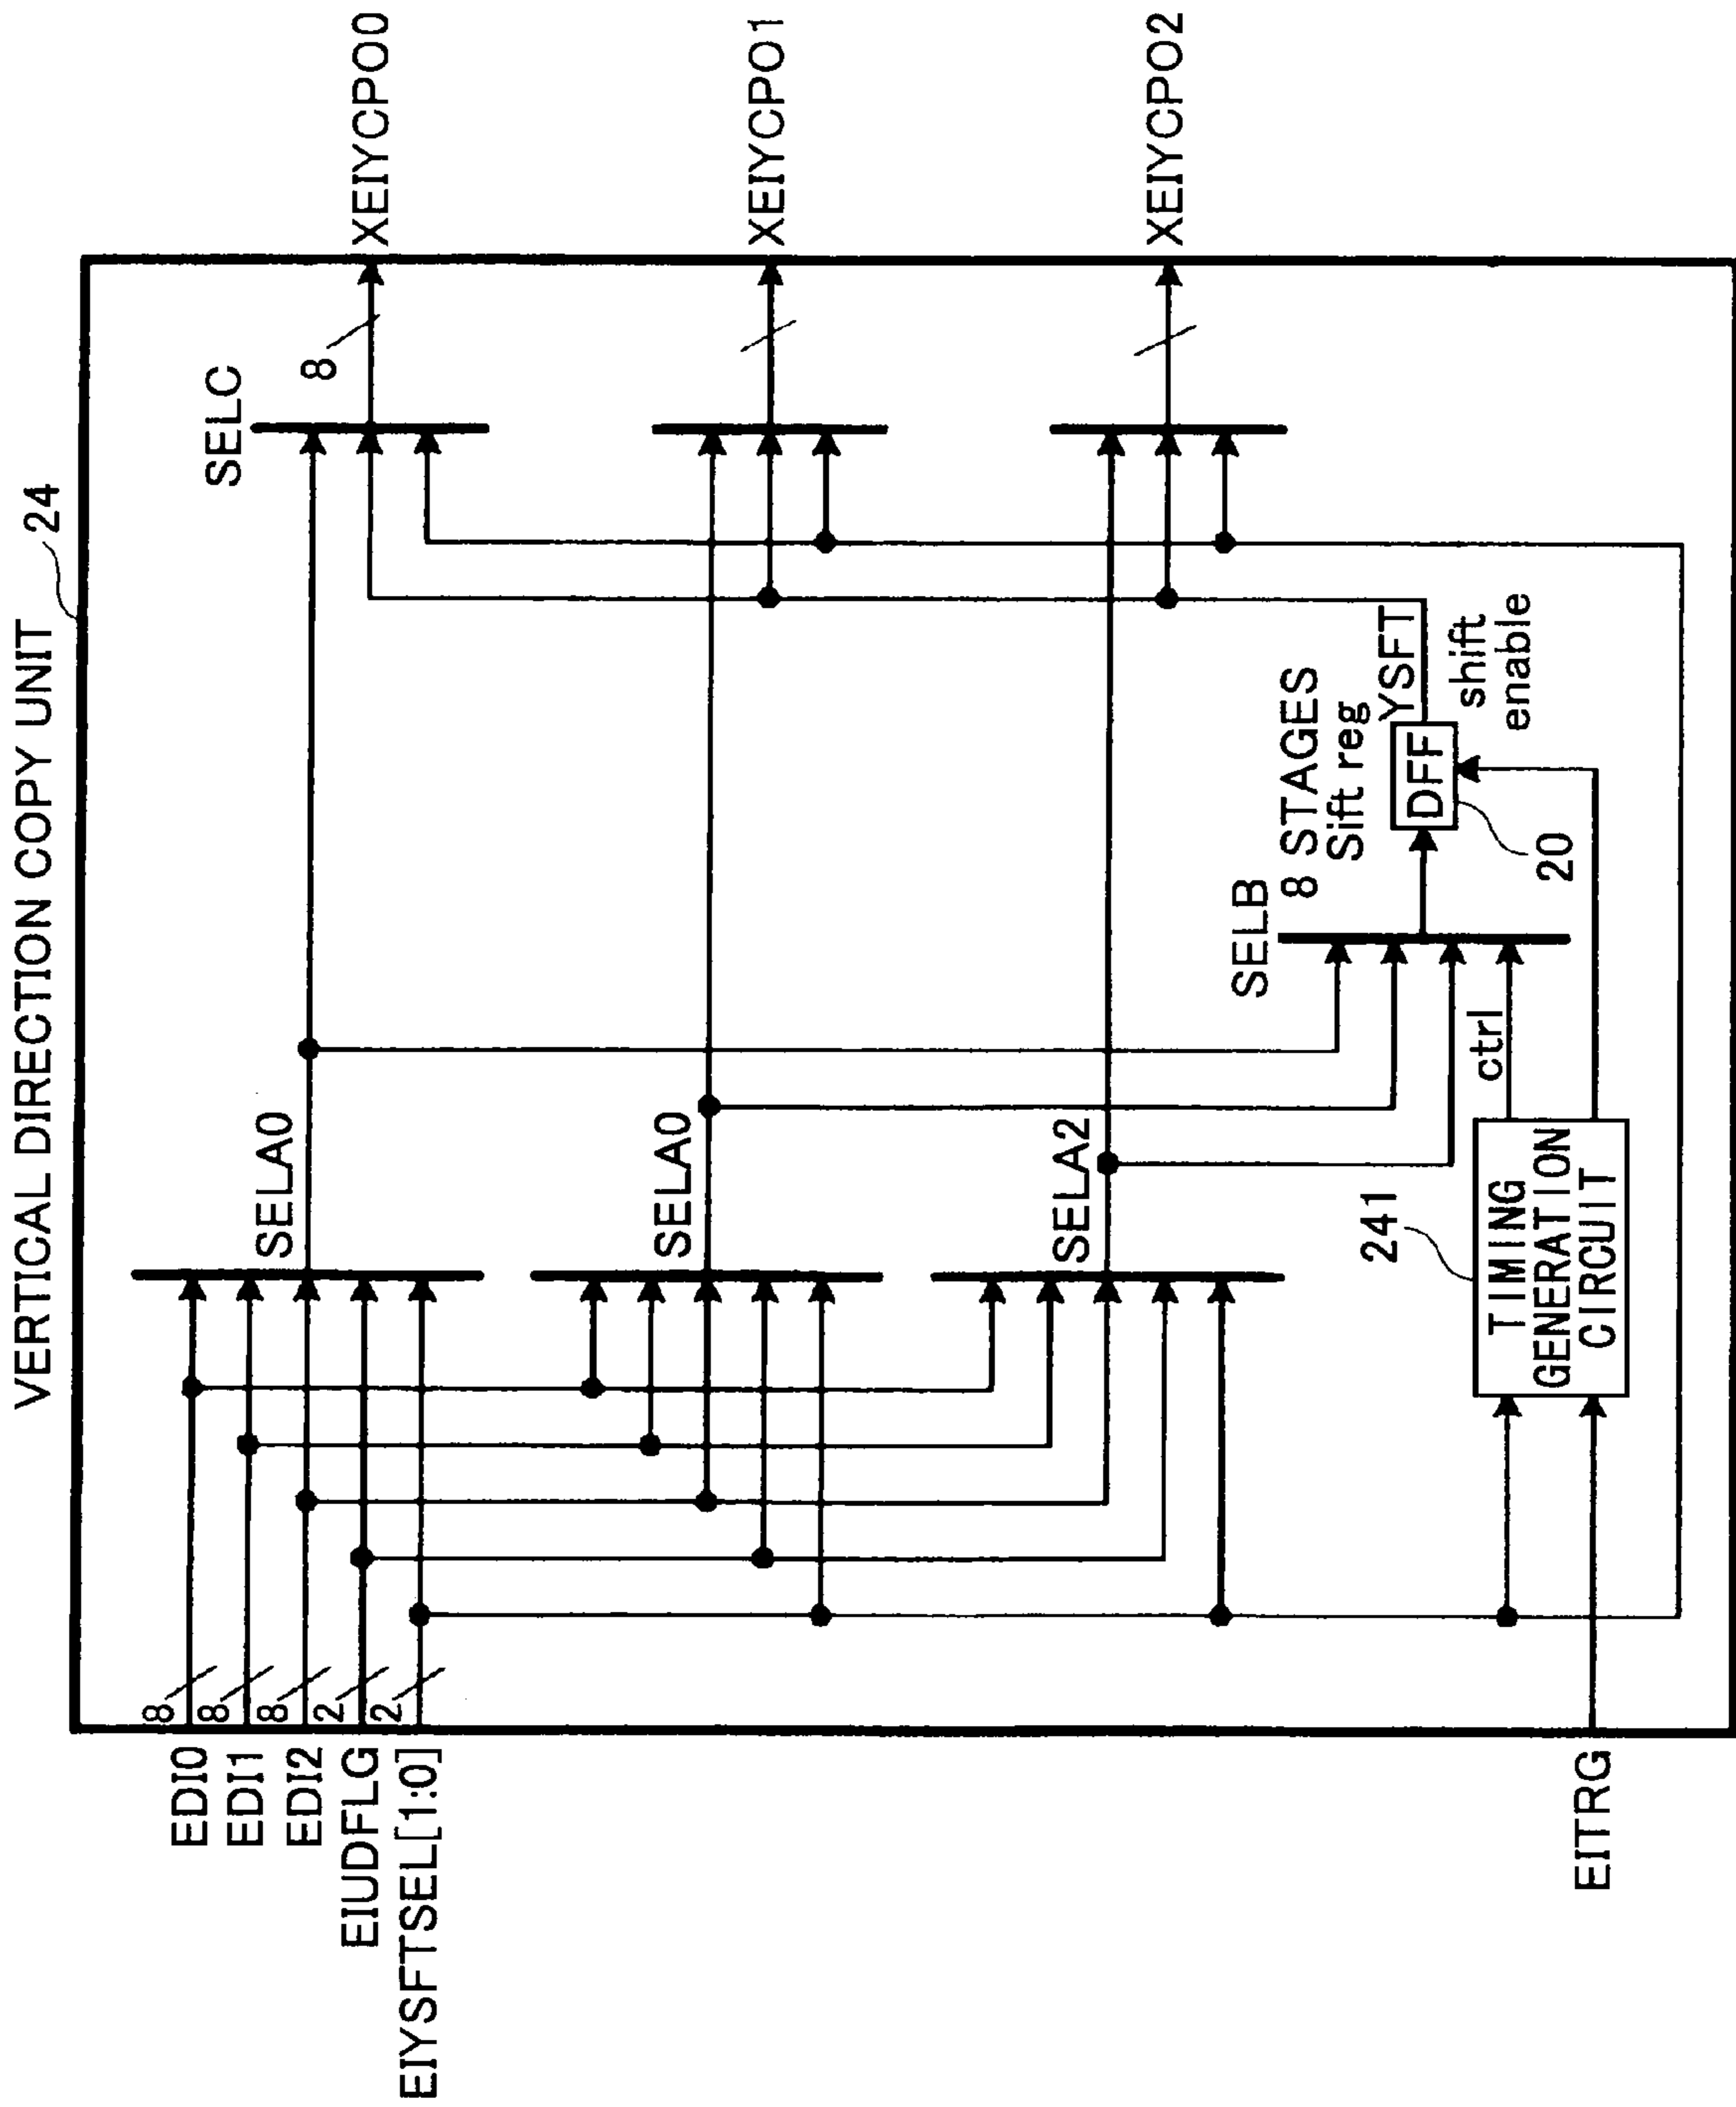 VERTICAL DIRECTION COPY UNIT
24
EDI0
8
EDI1
8
EDI2
8
EIUDFLG
2
EIYSFTSEL[1:0]
2
EITRG
SELA0
SELA0
SELA2
241
TIMING
GENERATION
CIRCUIT
ctrl
SELB
8 STAGES
Sift reg
DFF
20
YSFT
shift
enable
SELC
8
XEIYCPO0
XEIYCPO1
XEIYCPO2